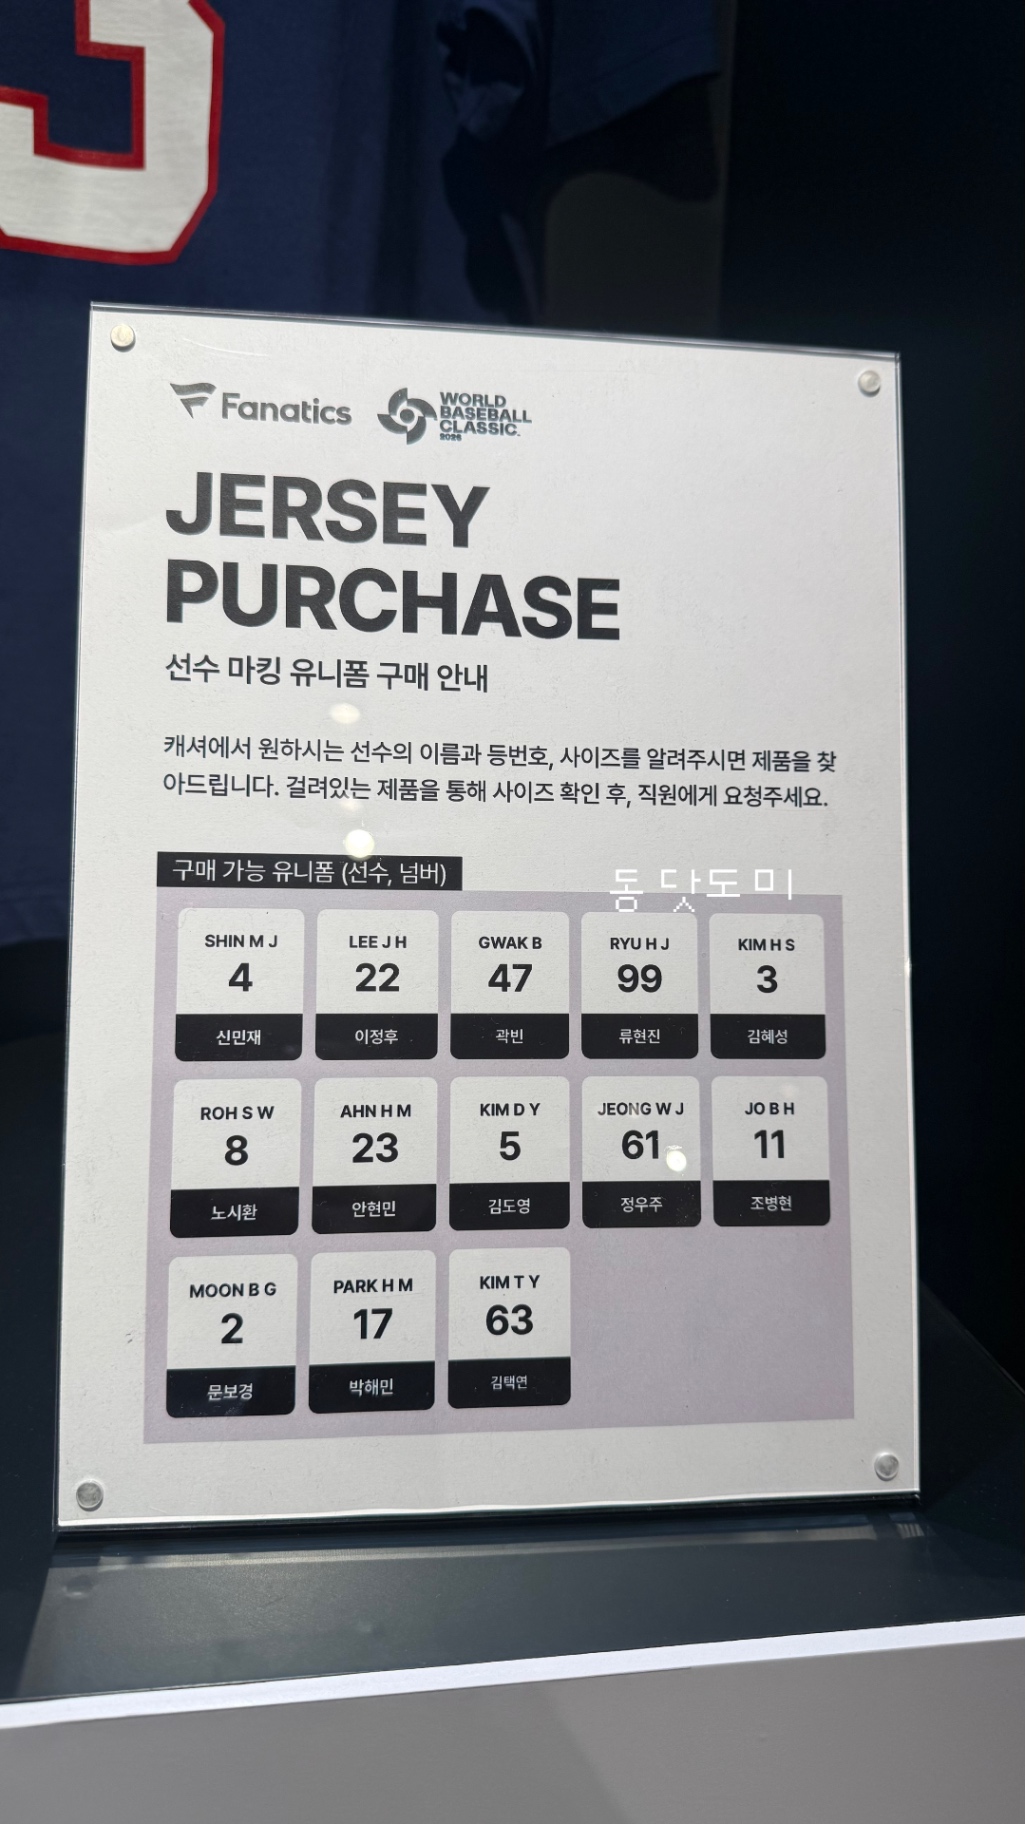 Fanatics
WORLD
BASEBALL
CLASSIC
2026
JERSEY
PURCHASE
선수 마킹 유니폼 구매 안내
캐셔에서 원하시는 선수의 이름과 등번호, 사이즈를 알려주시면 제품을 찾
아드립니다. 걸려있는 제품을 통해 사이즈 확인 후, 직원에게 요청주세요.
구매 가능 유니폼 (선수, 넘버)
동 닷도 미
SHIN M J LEE J H GWAK B RYU H J KIM H S
4 22 47 99 3
신민재 이정후 곽빈 류현진 김혜성
ROH S W AHN H M KIM D Y JEONG W J JO B H
8 23 5 61 11
노시환 안현민 김도영 정우주 조병현
MOON B G PARK H M KIM T Y
2 17 63
문보경 박해민 김택연